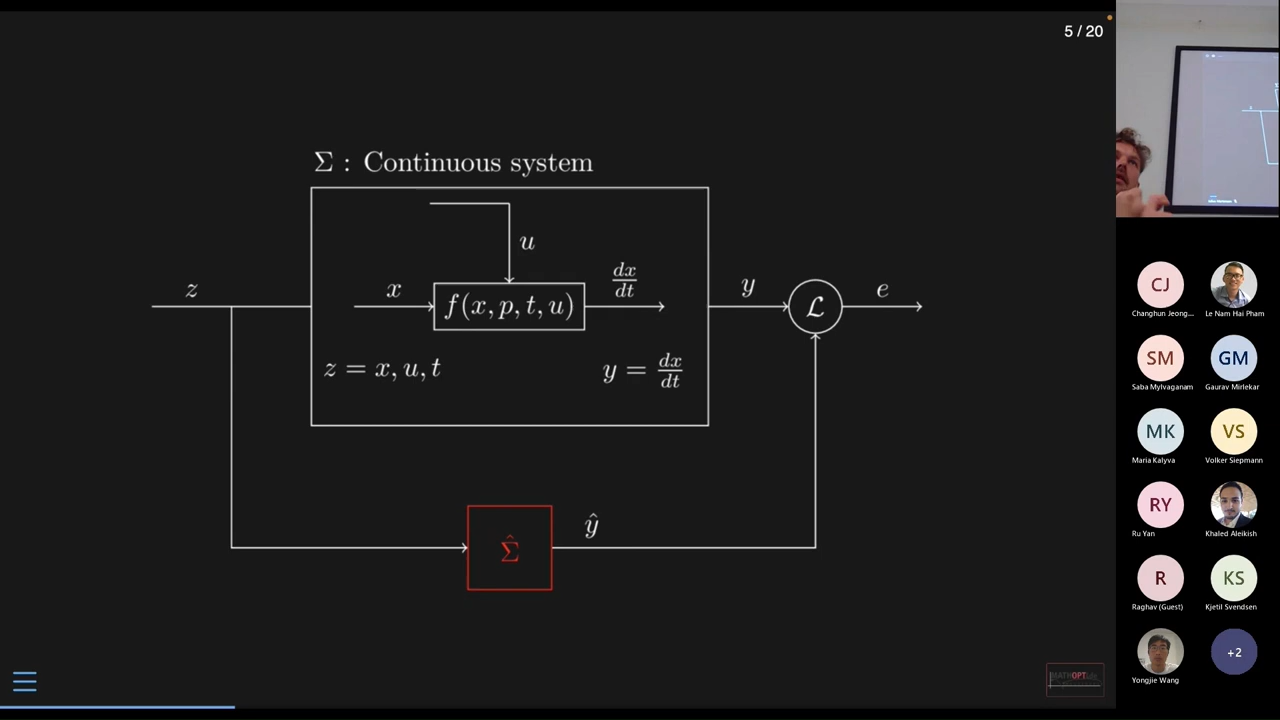 5 / 20
Σ : Continuous system
u
z
x
f(x, p, t, u)
dx/dt
y
ℒ
e
z = x, u, t
y = dx/dt
Σ̂
ŷ
CJ
Changhun Jeong...
Le Nam Hai Pham
SM
Saba Mylvaganam
GM
Gaurav Mirlekar
MK
Maria Kalyva
VS
Volker Siepmann
RY
Ru Yan
Khaled Aleikish
R
Raghav (Guest)
KS
Kjetil Svendsen
Yongjie Wang
+2